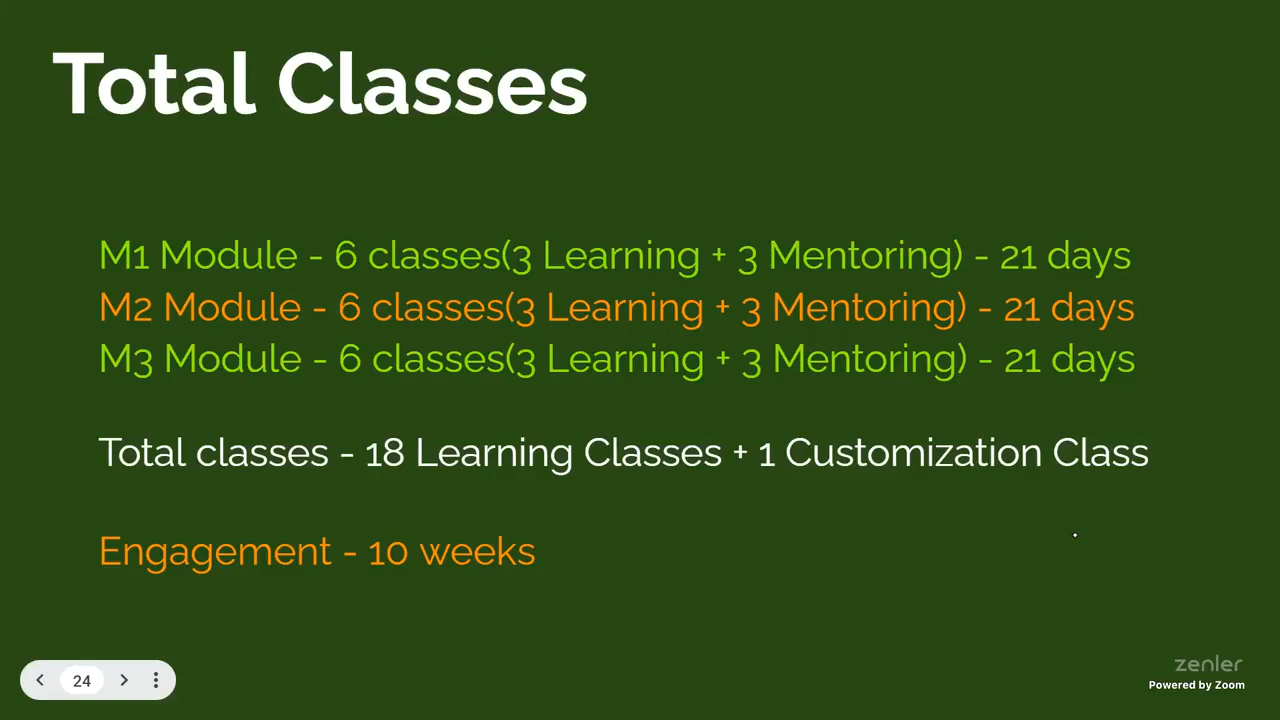 Total Classes
M1 Module - 6 classes(3 Learning + 3 Mentoring) - 21 days
M2 Module - 6 classes(3 Learning + 3 Mentoring) - 21 days
M3 Module - 6 classes(3 Learning + 3 Mentoring) - 21 days
Total classes - 18 Learning Classes + 1 Customization Class
Engagement - 10 weeks
24
zenler
Powered by Zoom